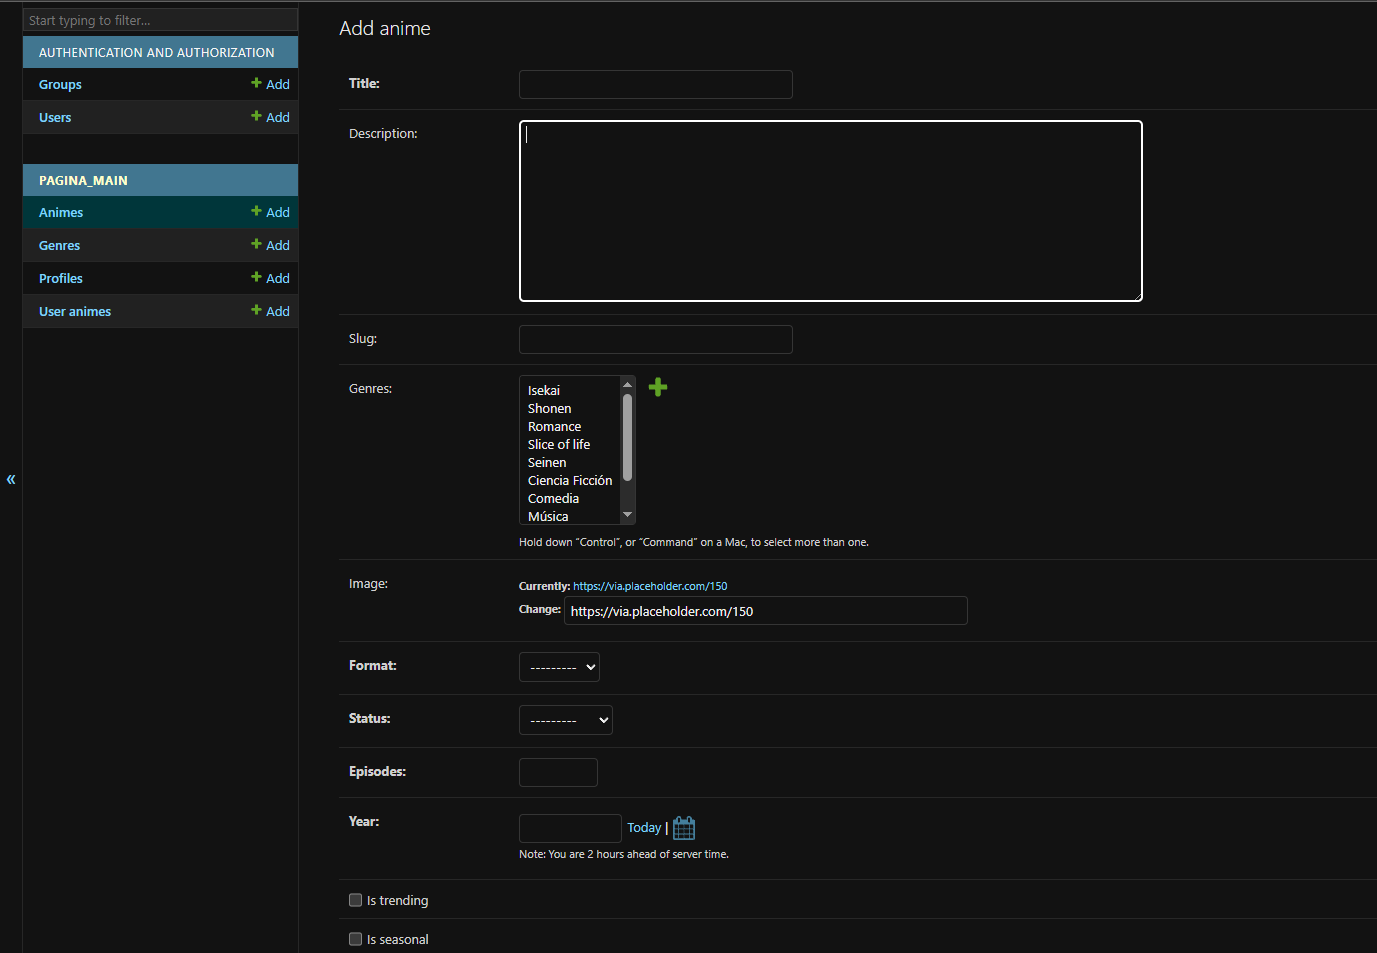 Start typing to filter...
AUTHENTICATION AND AUTHORIZATION
Groups + Add
Users + Add
PAGINA_MAIN
Animes + Add
Genres + Add
Profiles + Add
User animes + Add
«
Add anime
Title:
Description:
Slug:
Genres:
Isekai
Shonen
Romance
Slice of life
Seinen
Ciencia Ficción
Comedia
Música
Hold down “Control”, or “Command” on a Mac, to select more than one.
Image:
Currently: https://via.placeholder.com/150
Change: https://via.placeholder.com/150
Format: ---------
Status: ---------
Episodes:
Year:
Today |
Note: You are 2 hours ahead of server time.
Is trending
Is seasonal